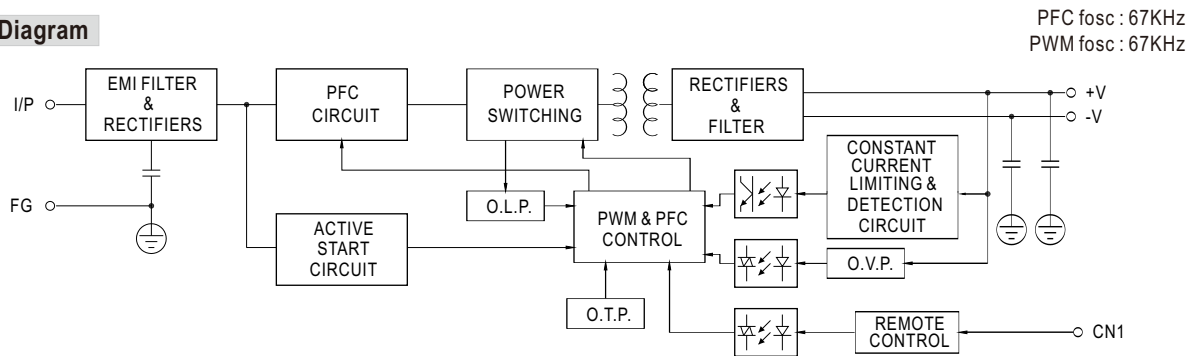 Diagram
PFC fosc : 67KHz
PWM fosc : 67KHz
I/P
EMI FILTER
&
RECTIFIERS
PFC
CIRCUIT
POWER
SWITCHING
RECTIFIERS
&
FILTER
+V
-V
FG
ACTIVE
START
CIRCUIT
O.L.P.
PWM & PFC
CONTROL
CONSTANT
CURRENT
LIMITING &
DETECTION
CIRCUIT
O.V.P.
O.T.P.
REMOTE
CONTROL
CN1